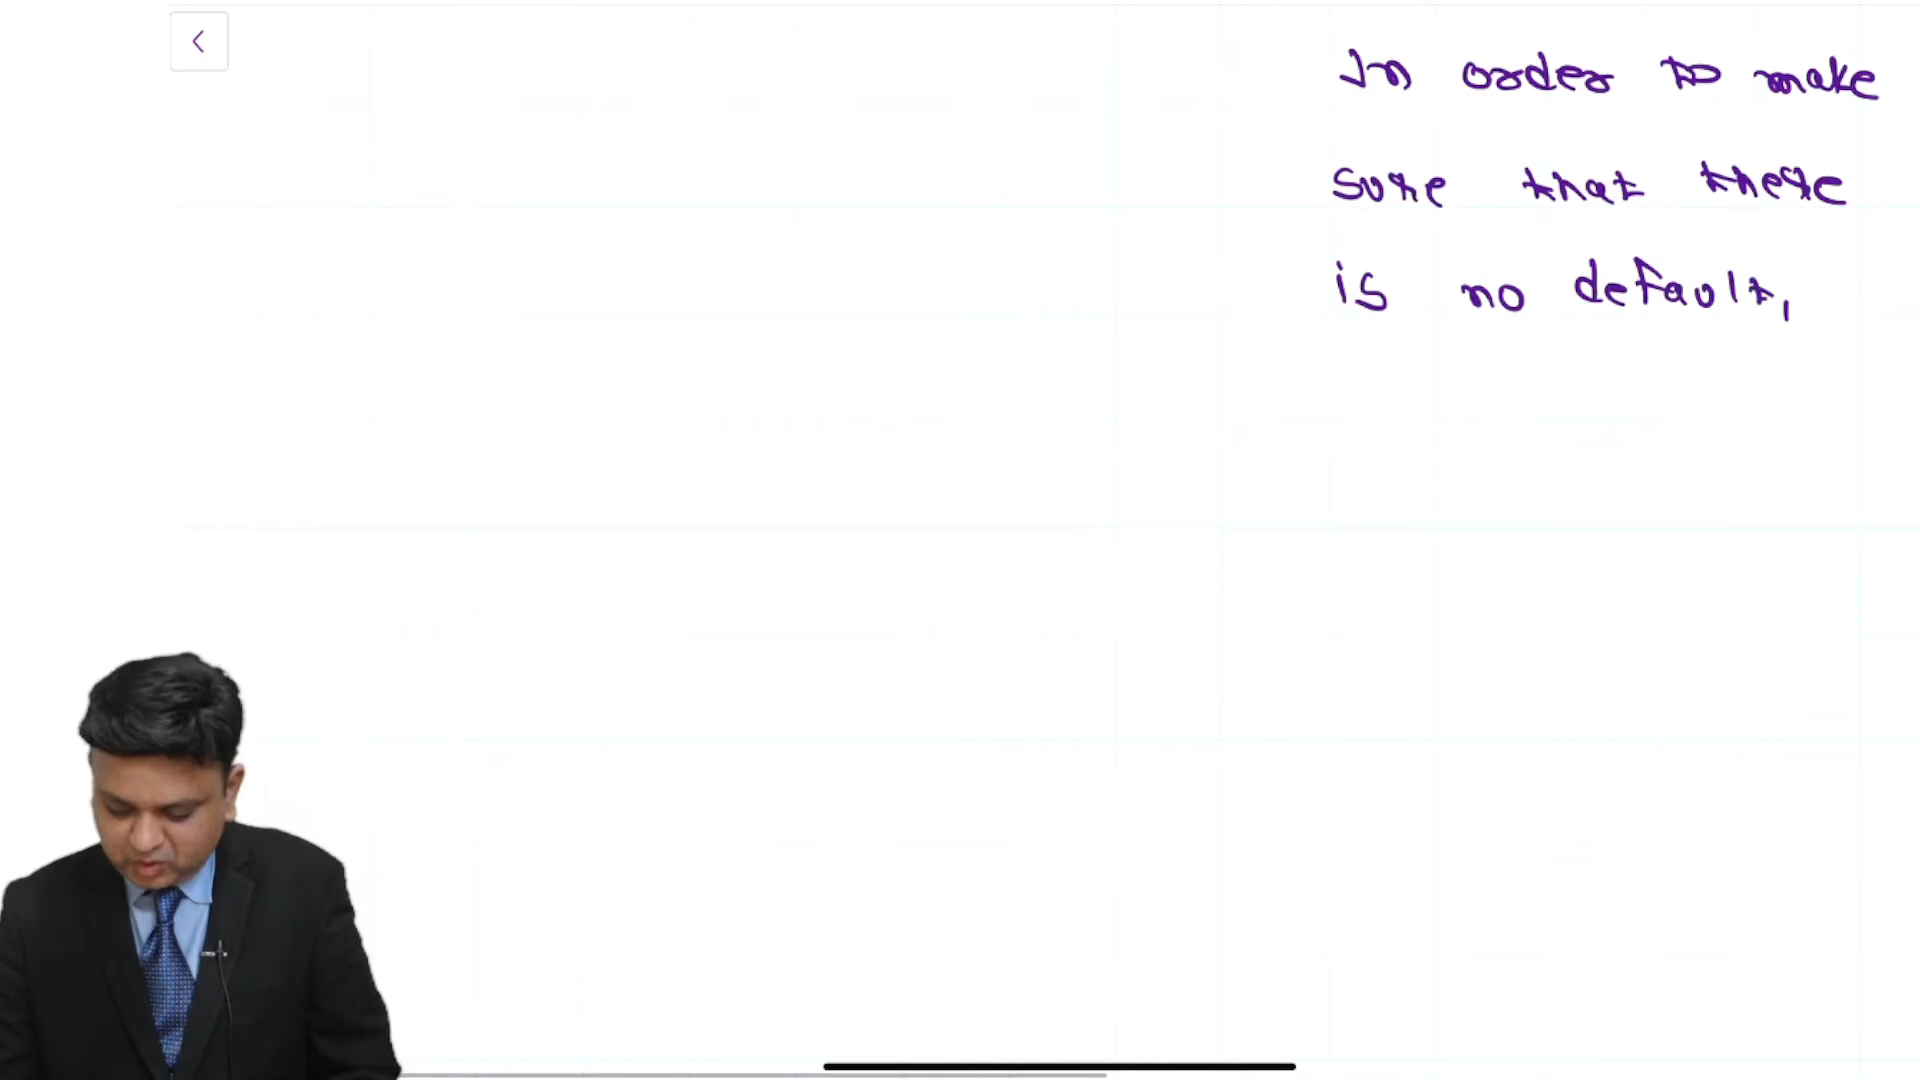 In order to make
sure that there
is no default,